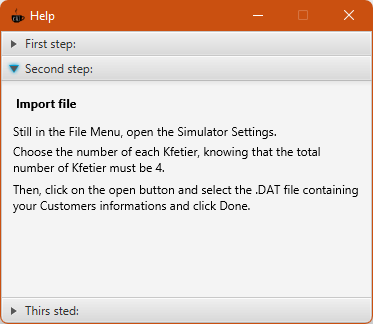 Help
First step:
Second step:
Import file
Still in the File Menu, open the Simulator Settings.
Choose the number of each Kfetier, knowing that the total
number of Kfetier must be 4.
Then, click on the open button and select the .DAT file containing
your Customers informations and click Done.
Thirs sted: